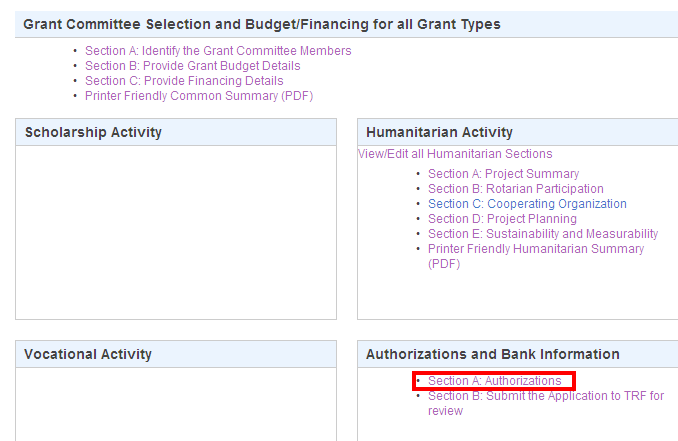 Grant Committee Selection and Budget/Financing for all Grant Types
• Section A: Identify the Grant Committee Members
• Section B: Provide Grant Budget Details
• Section C: Provide Financing Details
• Printer Friendly Common Summary (PDF)
Scholarship Activity
Humanitarian Activity
View/Edit all Humanitarian Sections
• Section A: Project Summary
• Section B: Rotarian Participation
• Section C: Cooperating Organization
• Section D: Project Planning
• Section E: Sustainability and Measurability
• Printer Friendly Humanitarian Summary
(PDF)
Vocational Activity
Authorizations and Bank Information
• Section A: Authorizations
• Section B: Submit the Application to TRF for
review